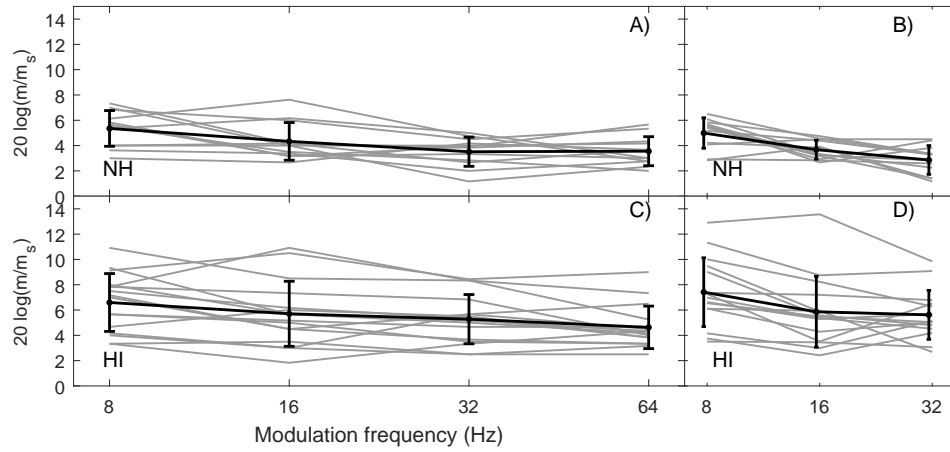 14
12
10
8
6
4
2
0
20 log(m/m_s)
NH
A)
NH
B)
14
12
10
8
6
4
2
0
20 log(m/m_s)
HI
C)
HI
D)
8 16 32 64
8 16 32
Modulation frequency (Hz)